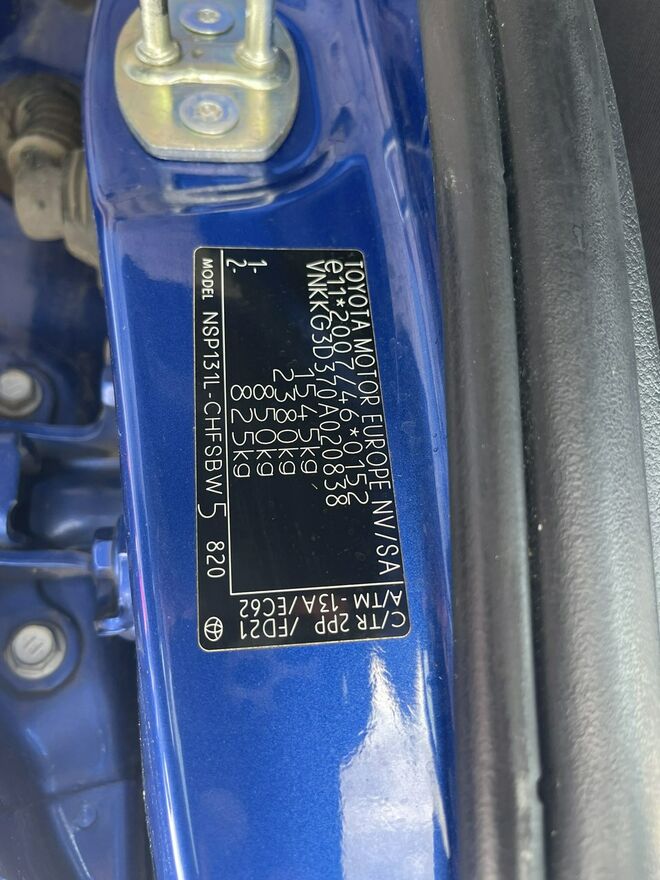 TOYOTA MOTOR EUROPE NV/SA
e11*2007/46*0152
VNKKG3D370A020838
1545kg
2380kg
1- 850kg
2- 825kg
C/TR 2PP /FD21
A/TM -13A/EC62
MODEL NSP131L-CHFSBW 5 820